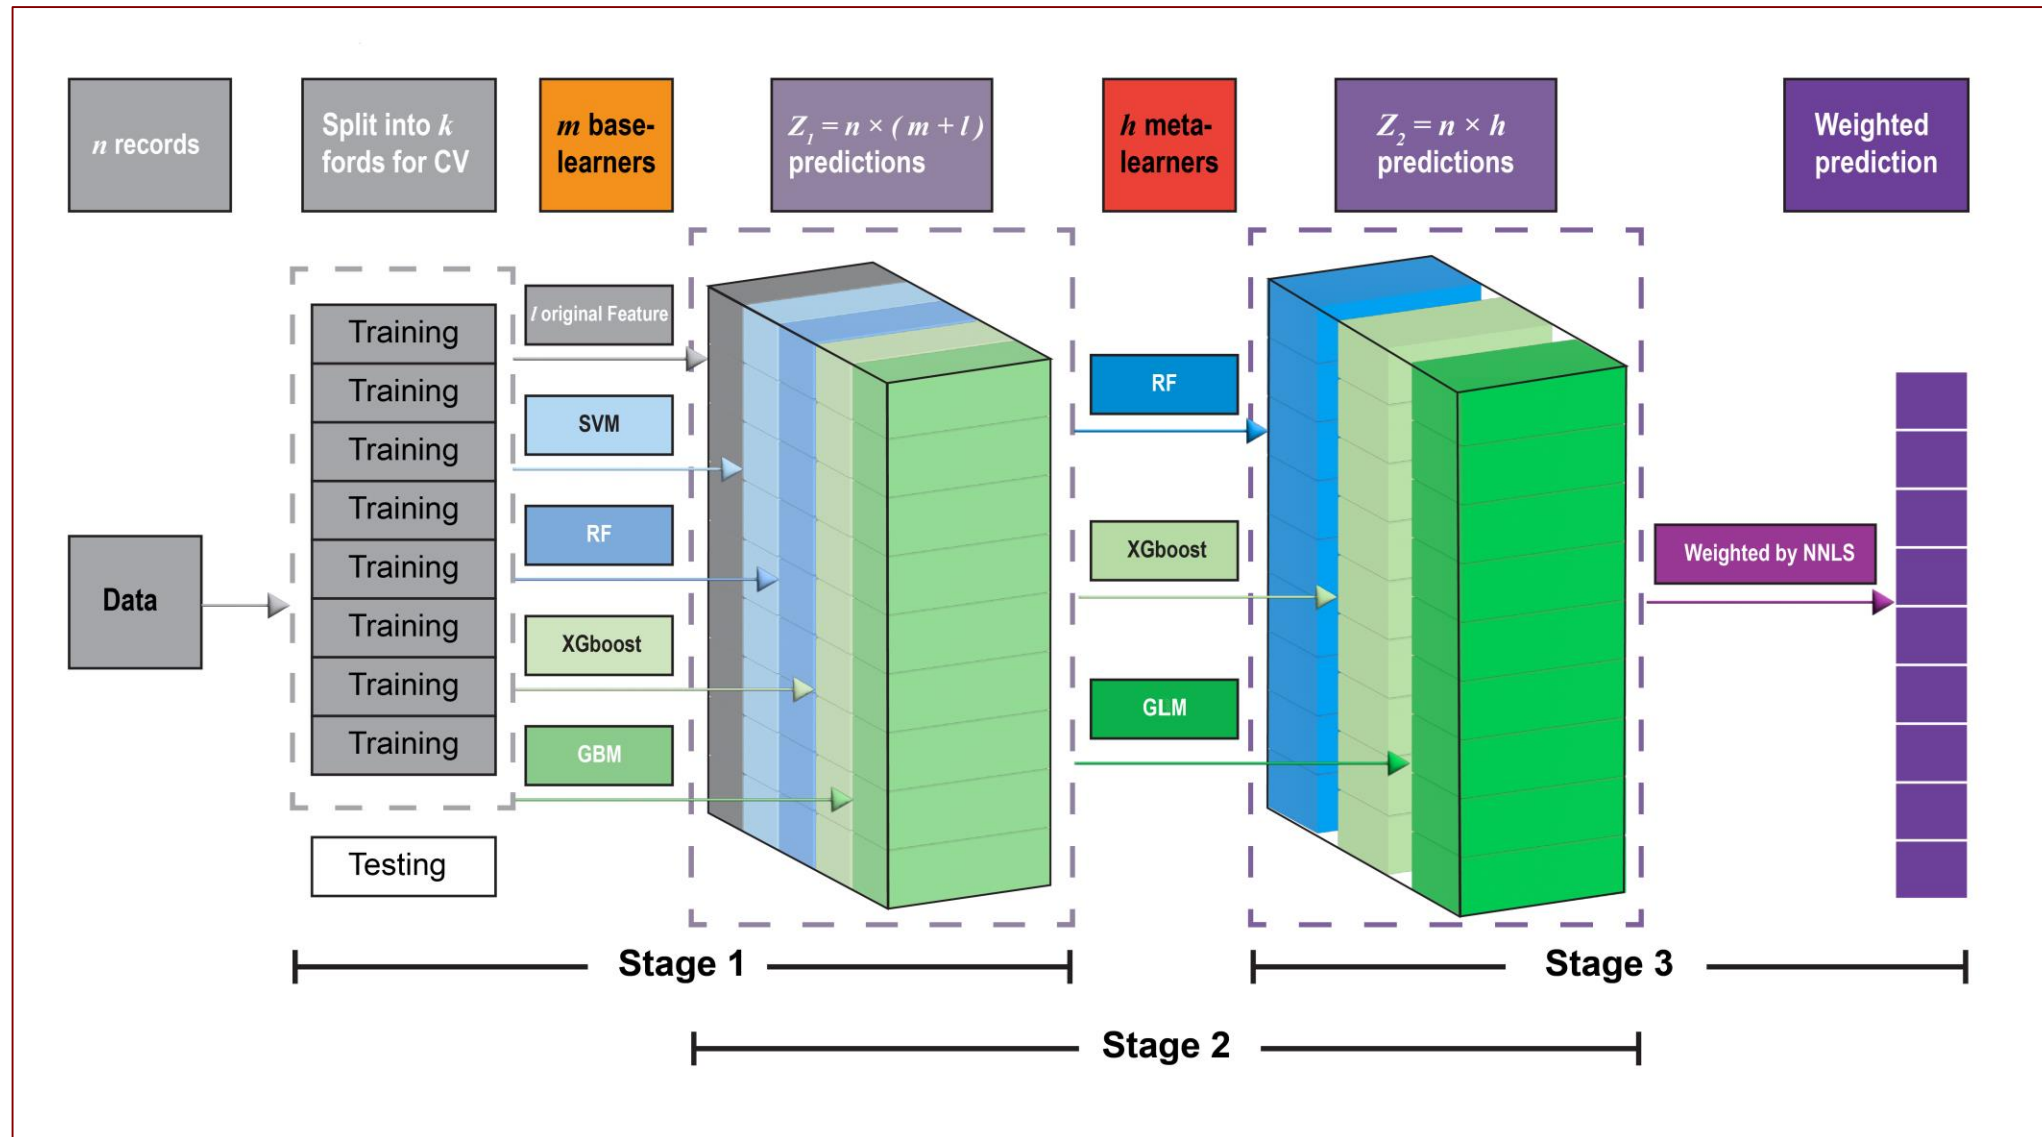 n records
Split into k
fords for CV
m base-
learners
Z₁ = n × ( m + l )
predictions
h meta-
learners
Z₂ = n × h
predictions
Weighted
prediction
l original Feature
Training
Training
Training
Training
Training
Training
Training
Training
Testing
Data
SVM
RF
XGboost
GBM
RF
XGboost
GLM
Weighted by NNLS
Stage 1
Stage 3
Stage 2